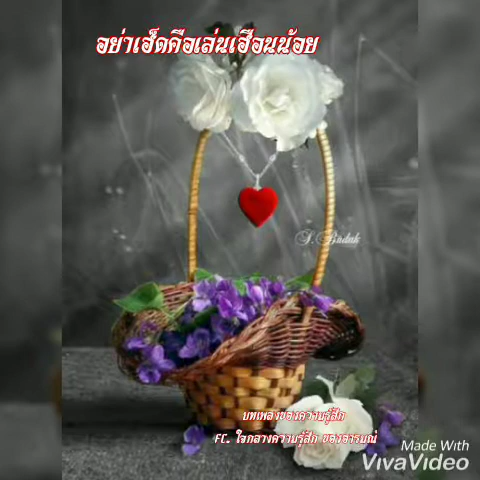 อย่าเฮ็ดคือเล่นเฮือนน้อย
S. Budak
บทเพลงของความรู้สึก
FC. ใจกลางความรู้สึก ของอารมณ์
Made With
VivaVideo